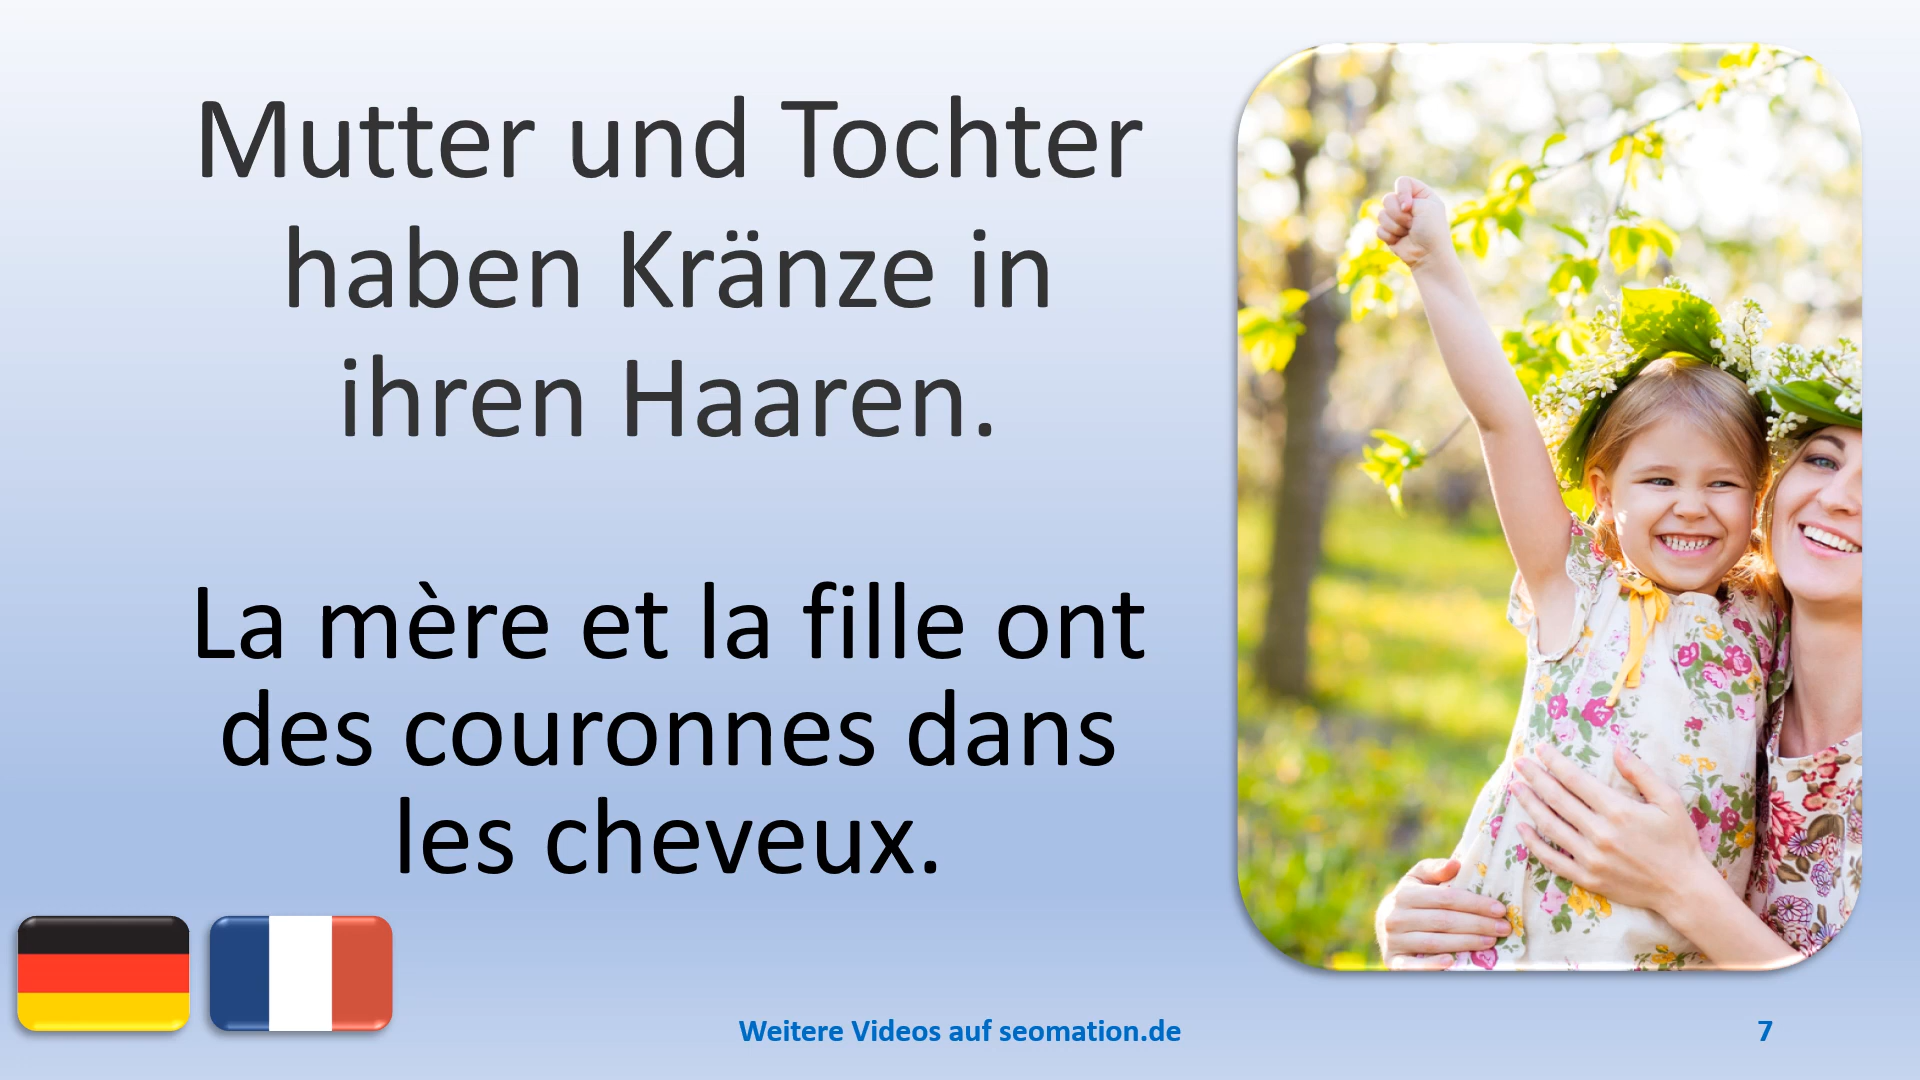 Mutter und Tochter
haben Kränze in
ihren Haaren.
La mère et la fille ont
des couronnes dans
les cheveux.
Weitere Videos auf seomation.de
7